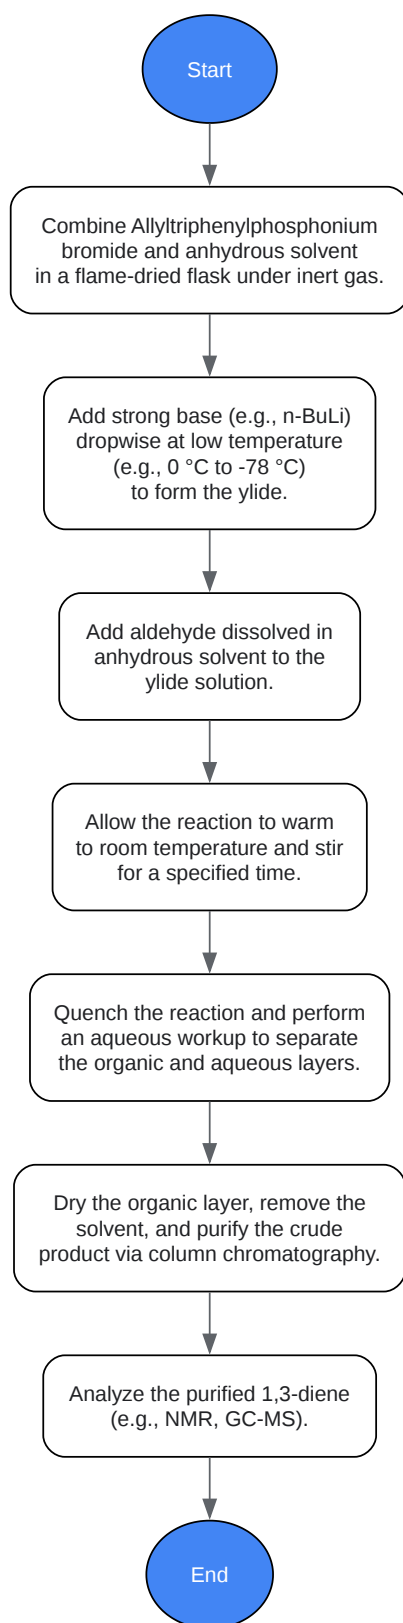 Start
Combine Allyltriphenylphosphonium
bromide and anhydrous solvent
in a flame-dried flask under inert gas.
Add strong base (e.g., n-BuLi)
dropwise at low temperature
(e.g., 0 °C to -78 °C)
to form the ylide.
Add aldehyde dissolved in
anhydrous solvent to the
ylide solution.
Allow the reaction to warm
to room temperature and stir
for a specified time.
Quench the reaction and perform
an aqueous workup to separate
the organic and aqueous layers.
Dry the organic layer, remove the
solvent, and purify the crude
product via column chromatography.
Analyze the purified 1,3-diene
(e.g., NMR, GC-MS).
End